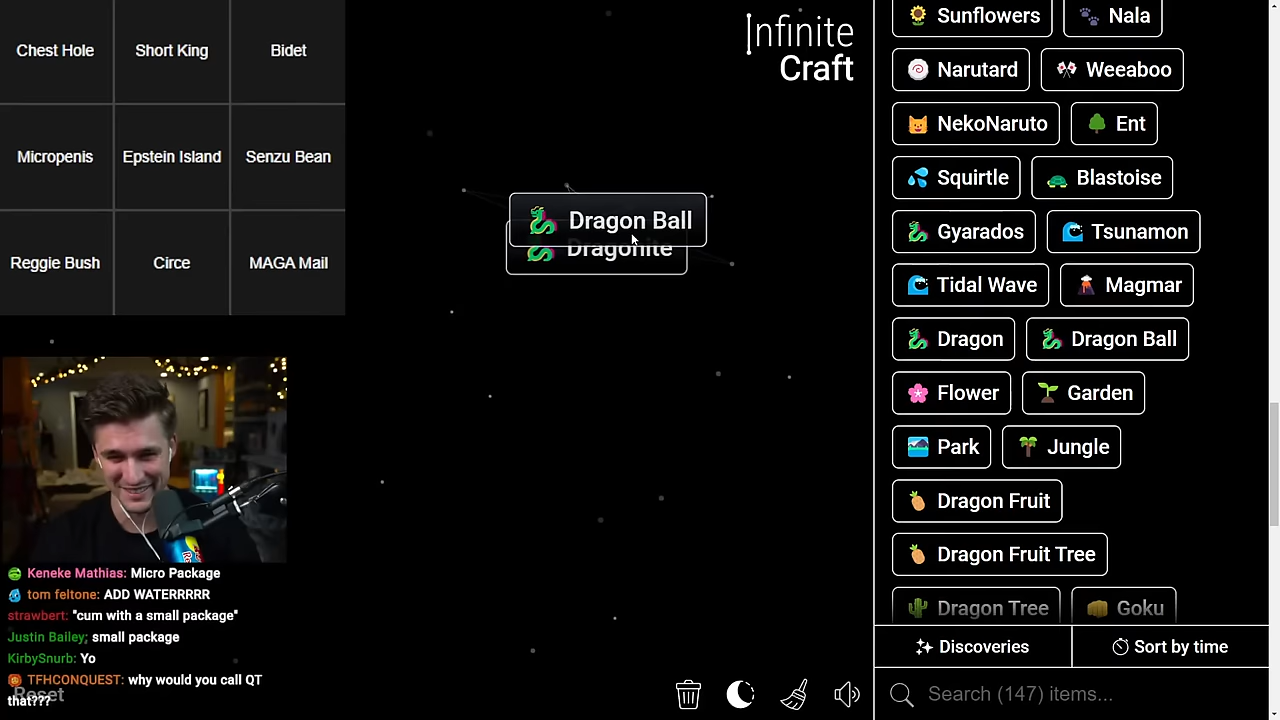 Chest Hole
Short King
Bidet
Micropenis
Epstein Island
Senzu Bean
Reggie Bush
Circe
MAGA Mail
Infinite
Craft
Dragon Ball
Dragonite
Sunflowers
Nala
Narutard
Weeaboo
NekoNaruto
Ent
Squirtle
Blastoise
Gyarados
Tsunamon
Tidal Wave
Magmar
Dragon
Dragon Ball
Flower
Garden
Park
Jungle
Dragon Fruit
Dragon Fruit Tree
Dragon Tree
Goku
Discoveries
Sort by time
Search (147) items...
Keneke Mathias: Micro Package
tom feltone: ADD WATERRRRR
strawbert: "cum with a small package"
Justin Bailey: small package
KirbySnurb: Yo
TFHCONQUEST: why would you call QT
that???
Reset